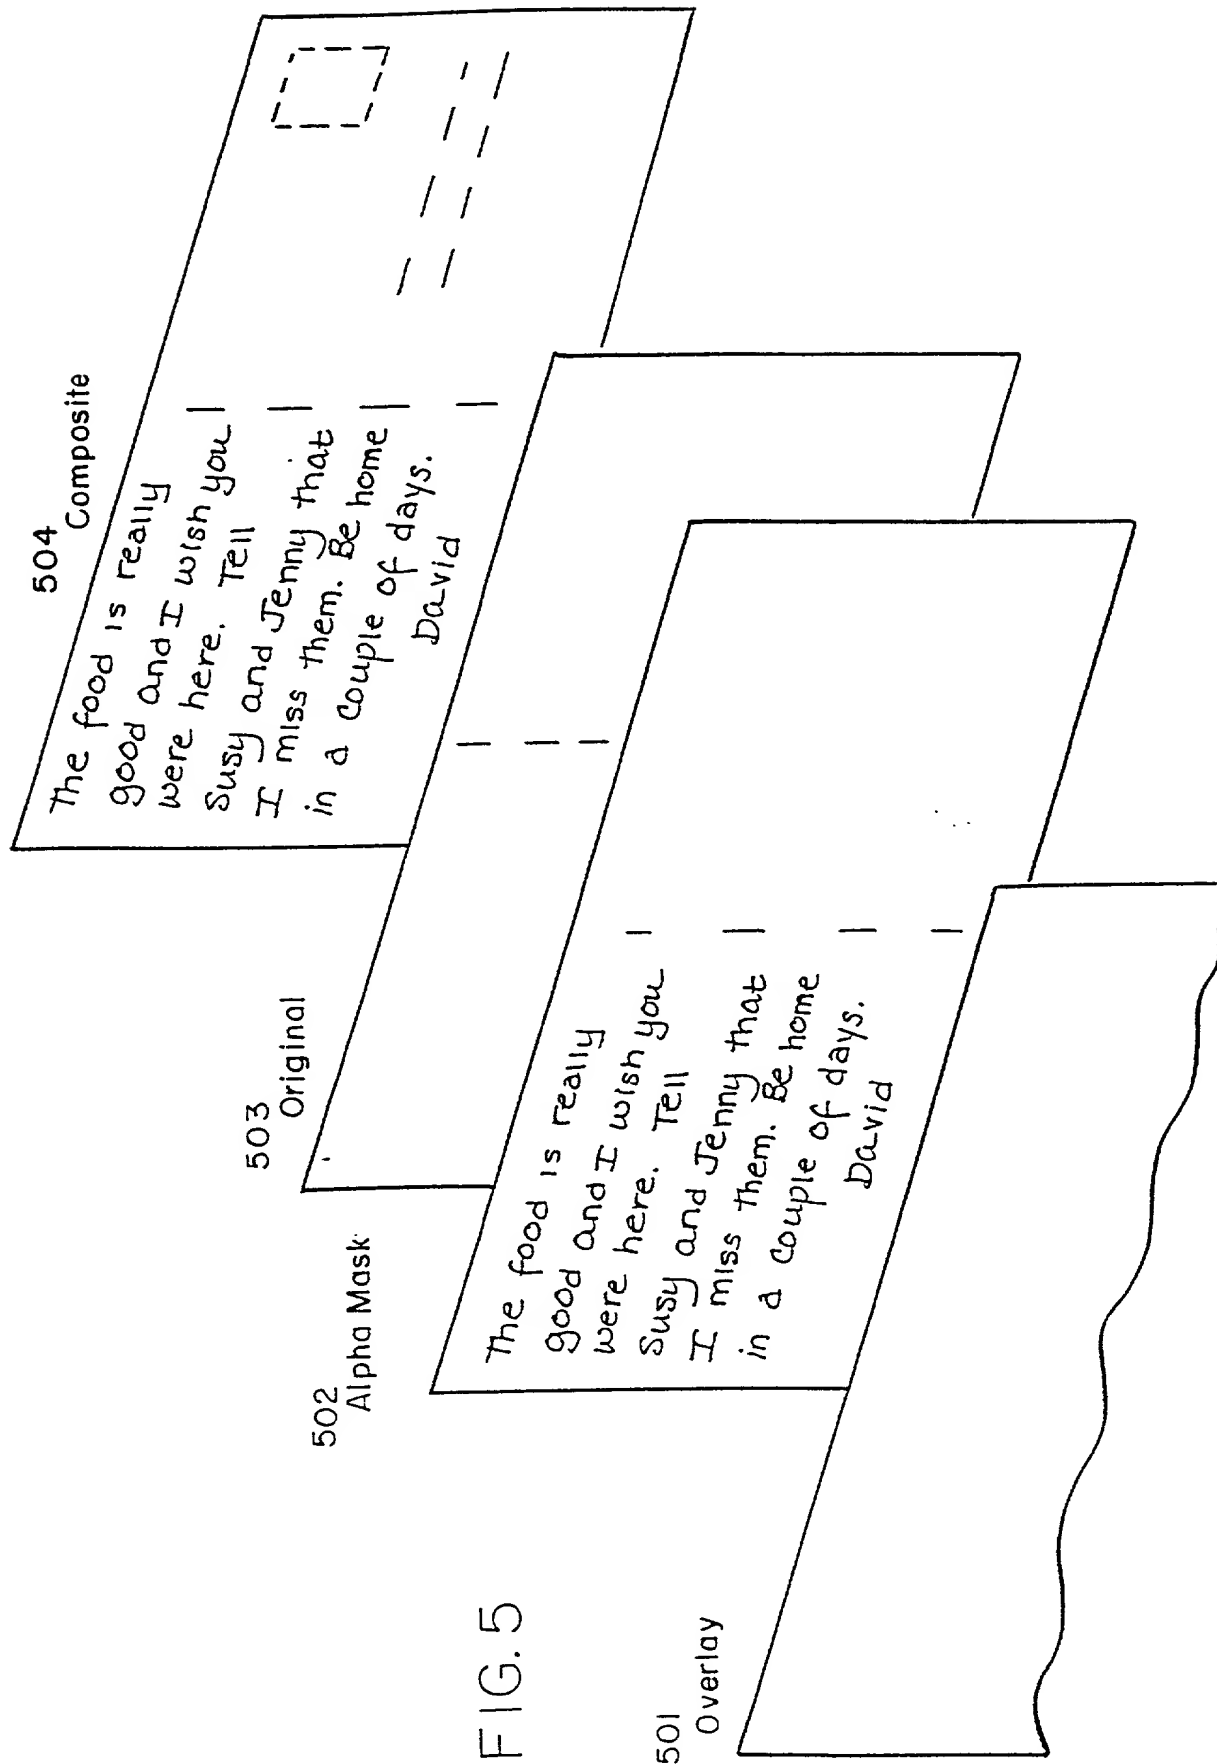 504
Composite
The food is really
good and I wish you
were here. Tell
Susy and Jenny that
I miss them. Be home
in a couple of days.
David
503
Original
502
Alpha Mask
The food is really
good and I wish you
were here. Tell
Susy and Jenny that
I miss them. Be home
in a couple of days.
David
501
Overlay
FIG. 5